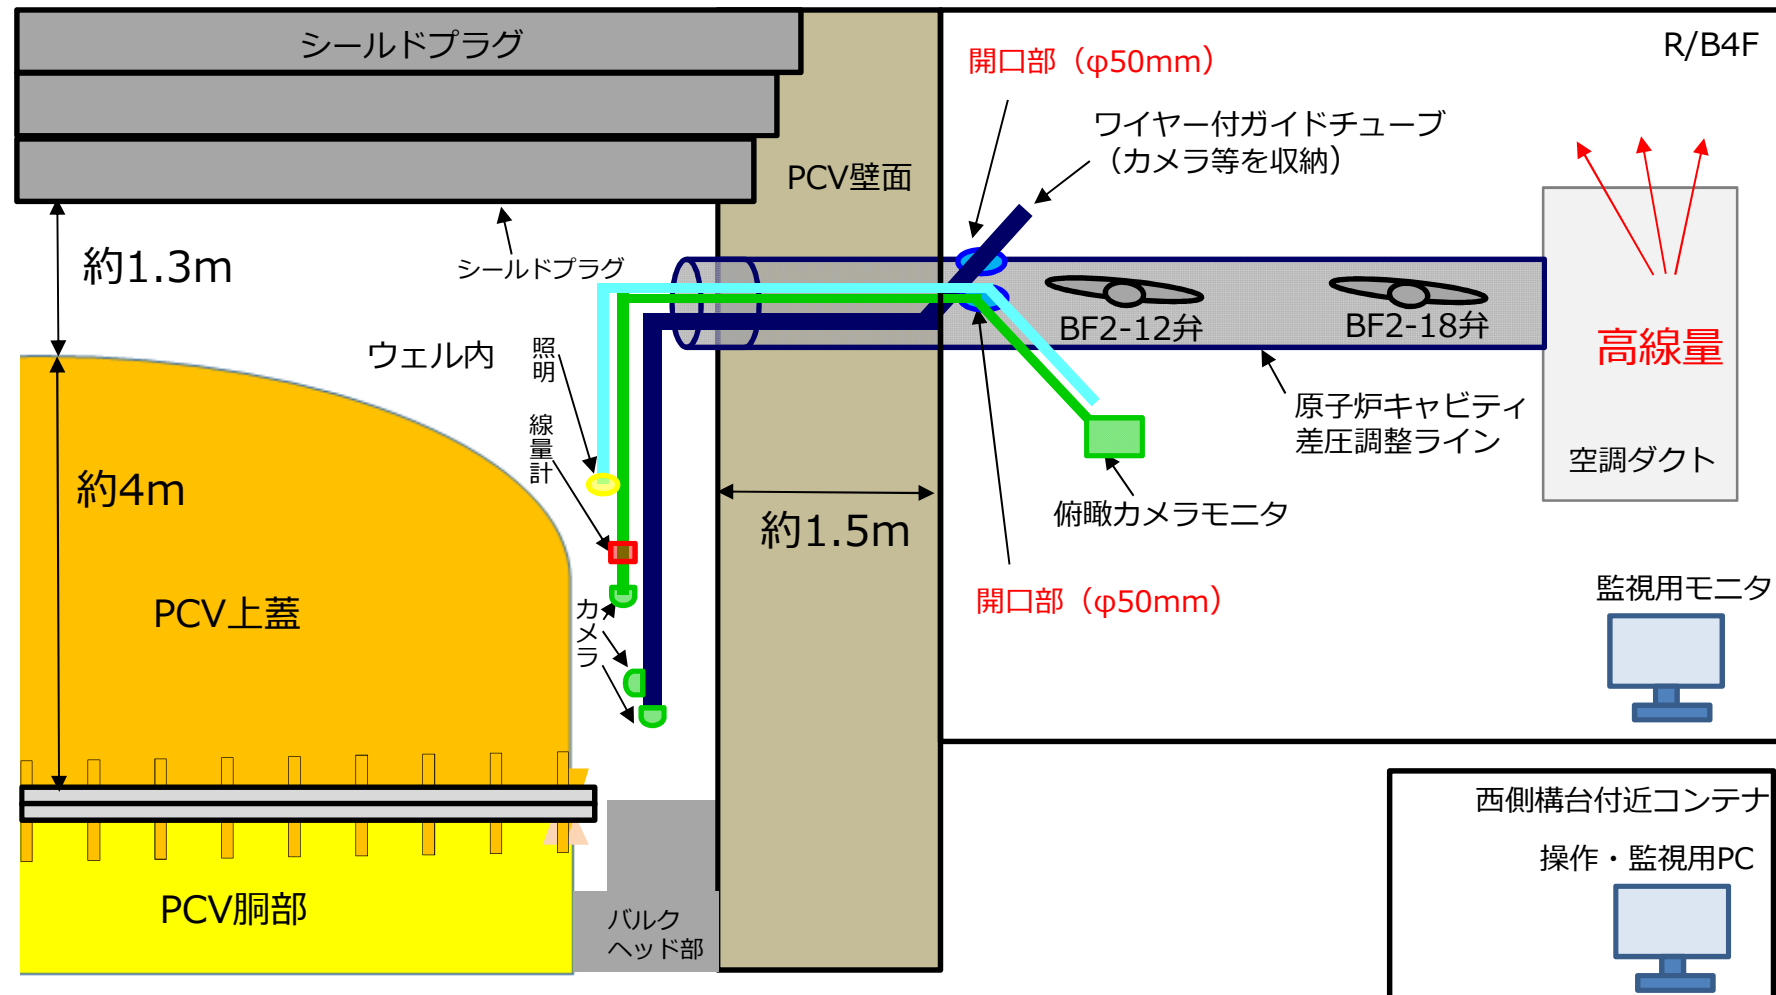 シールドプラグ
R/B4F
開口部（φ50mm）
ワイヤー付ガイドチューブ
（カメラ等を収納）
PCV壁面
約1.3m
シールドプラグ
BF2-12弁
BF2-18弁
高線量
ウェル内
照明
線量計
原子炉キャビティ
差圧調整ライン
空調ダクト
約4m
俯瞰カメラモニタ
約1.5m
開口部（φ50mm）
監視用モニタ
PCV上蓋
カメラ
西側構台付近コンテナ
操作・監視用PC
PCV胴部
バルク
ヘッド部